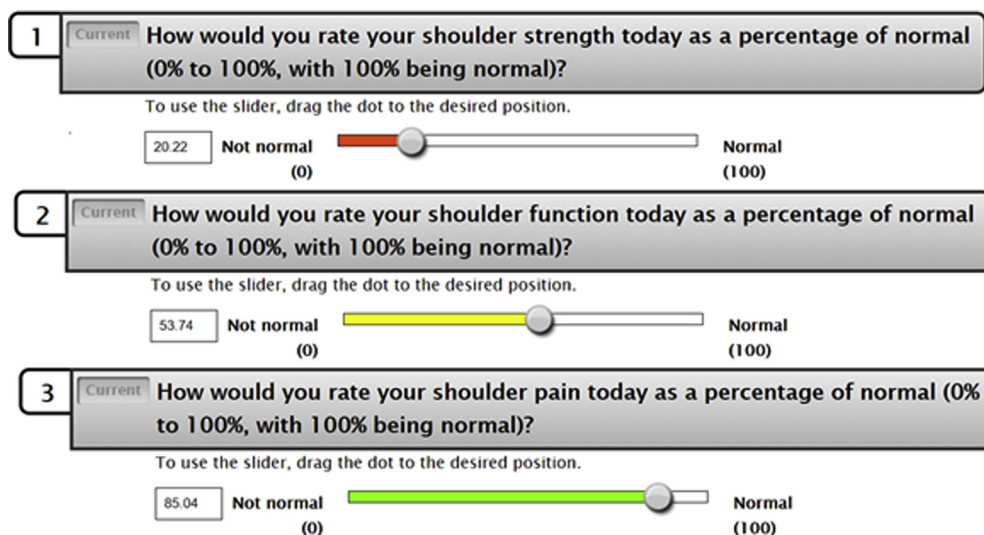 1 Current How would you rate your shoulder strength today as a percentage of normal
(0% to 100%, with 100% being normal)?
To use the slider, drag the dot to the desired position.
20.22 Not normal Normal
(0) (100)
2 Current How would you rate your shoulder function today as a percentage of normal
(0% to 100%, with 100% being normal)?
To use the slider, drag the dot to the desired position.
53.74 Not normal Normal
(0) (100)
3 Current How would you rate your shoulder pain today as a percentage of normal (0%
to 100%, with 100% being normal)?
To use the slider, drag the dot to the desired position.
85.04 Not normal Normal
(0) (100)